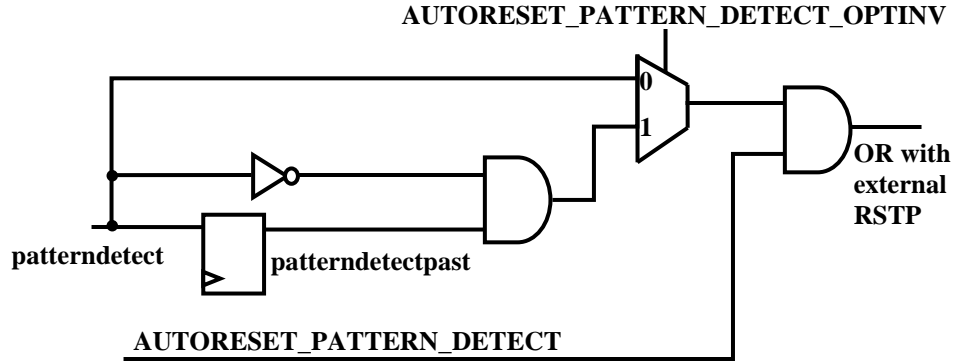 AUTORESET_PATTERN_DETECT_OPTINV
0
1
OR with
external
RSTP
patterndetect
patterndetectpast
AUTORESET_PATTERN_DETECT